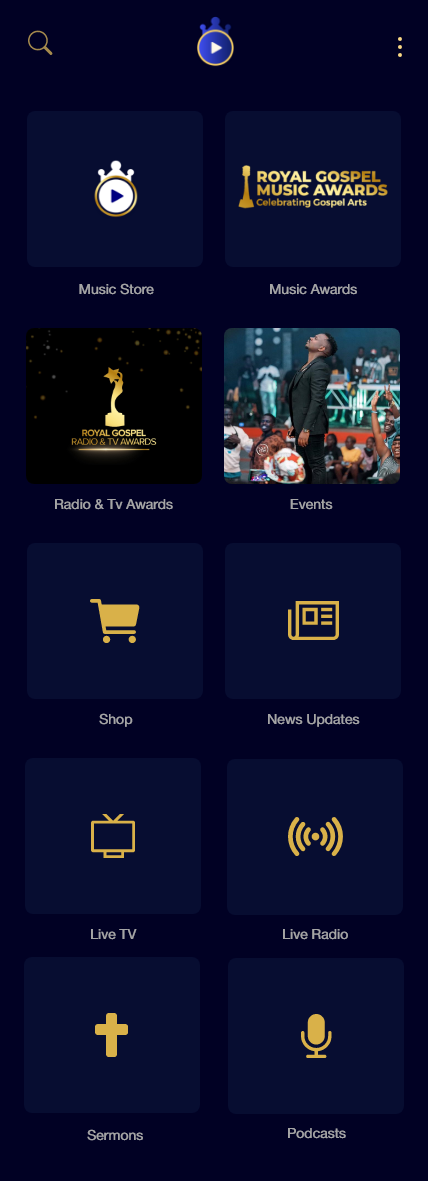 ROYAL GOSPEL
MUSIC AWARDS
Celebrating Gospel Arts
Music Store
Music Awards
ROYAL GOSPEL
RADIO & TV AWARDS
Radio & Tv Awards
Events
Shop
News Updates
Live TV
Live Radio
Sermons
Podcasts